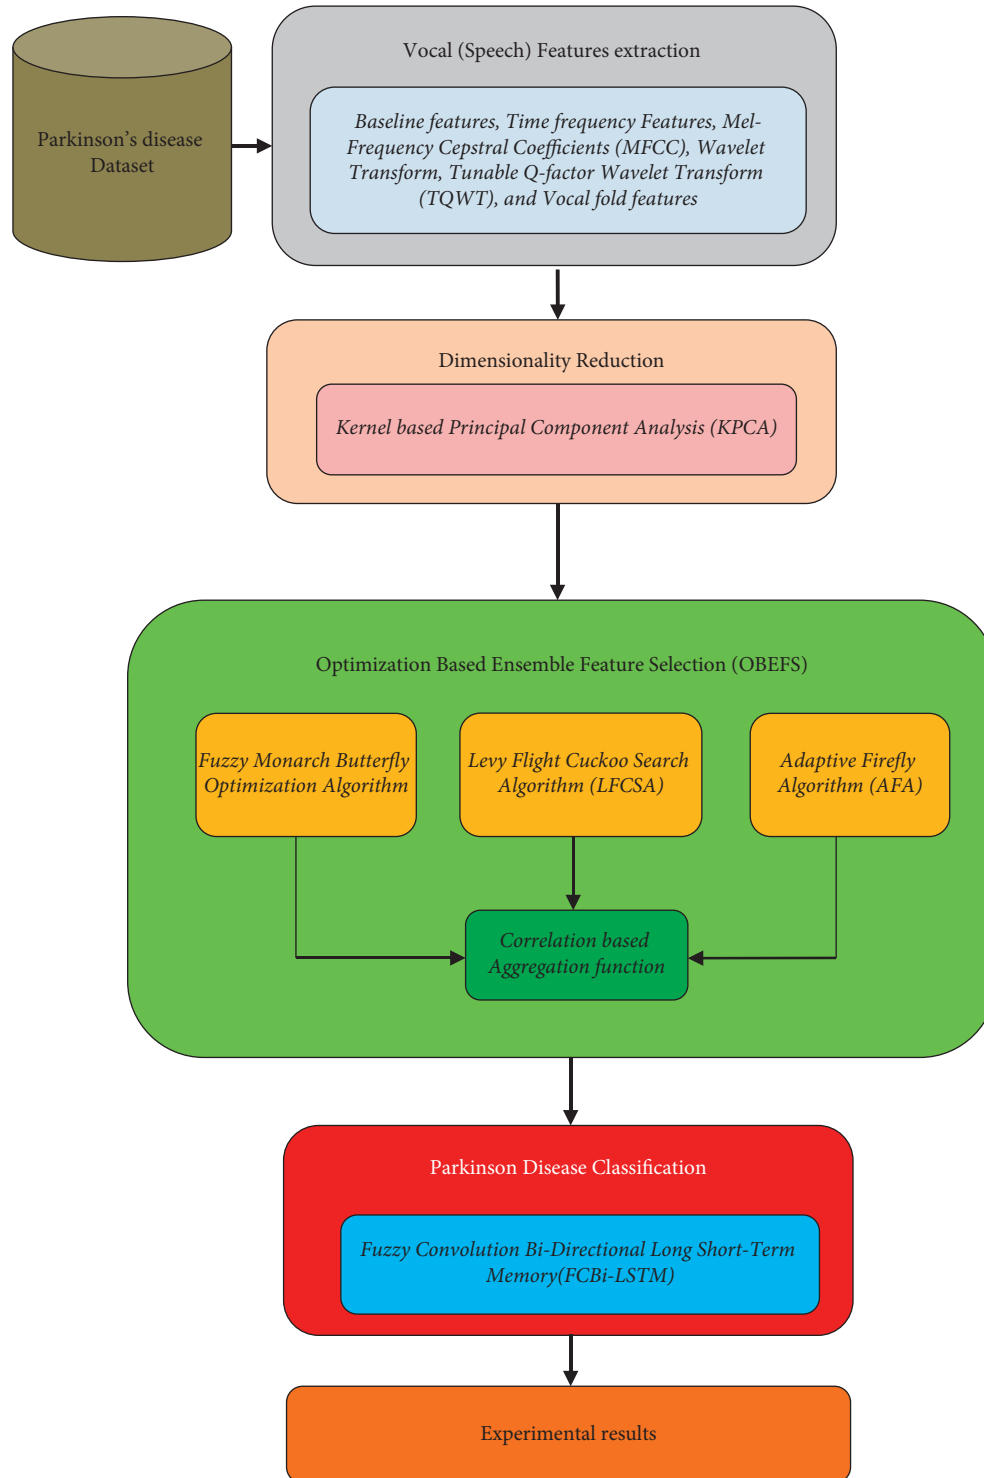 Parkinson's disease
Dataset
Vocal (Speech) Features extraction
Baseline features, Time frequency Features, Mel-
Frequency Cepstral Coefficients (MFCC), Wavelet
Transform, Tunable Q-factor Wavelet Transform
(TQWT), and Vocal fold features
Dimensionality Reduction
Kernel based Principal Component Analysis (KPCA)
Optimization Based Ensemble Feature Selection (OBEFS)
Fuzzy Monarch Butterfly
Optimization Algorithm
Levy Flight Cuckoo Search
Algorithm (LFCSA)
Adaptive Firefly
Algorithm (AFA)
Correlation based
Aggregation function
Parkinson Disease Classification
Fuzzy Convolution Bi-Directional Long Short-Term
Memory(FCBi-LSTM)
Experimental results